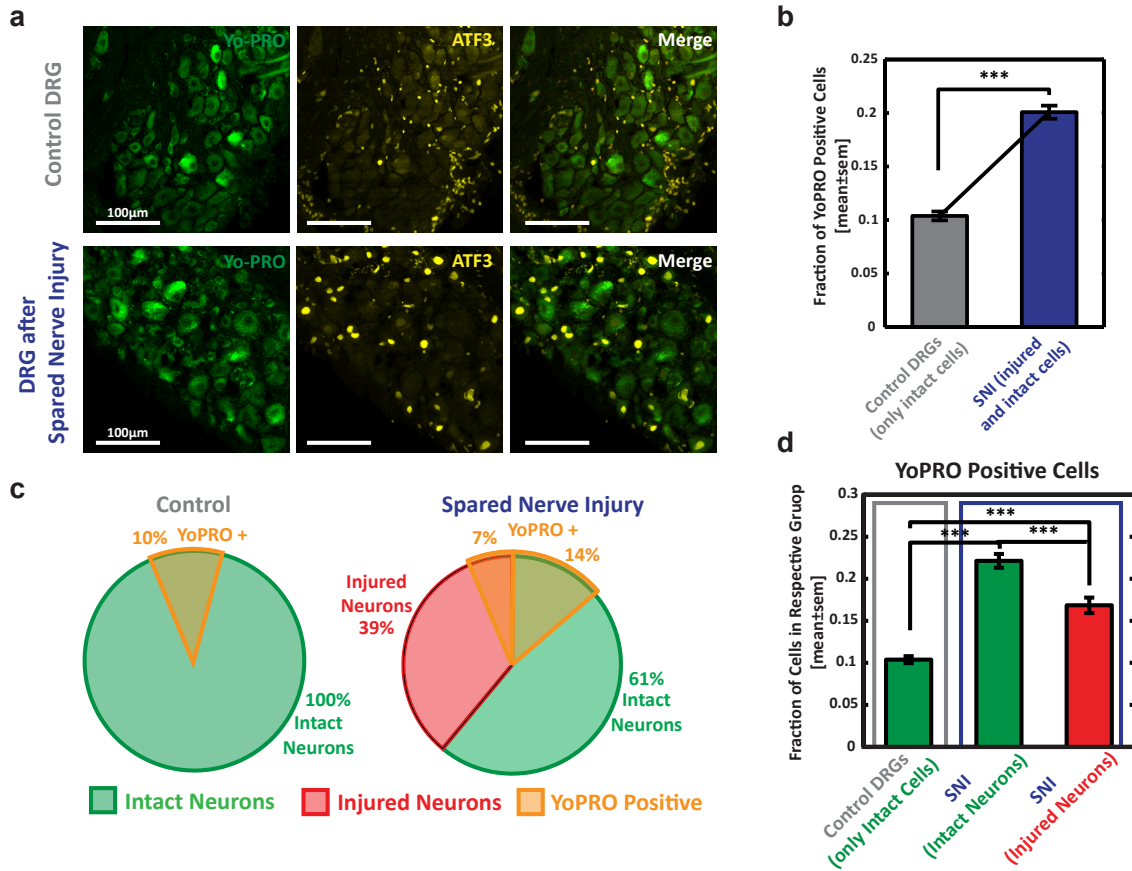 a
Control DRG
Yo-PRO
ATF3
Merge
100µm
DRG after
Spared Nerve Injury
Yo-PRO
ATF3
Merge
100µm
b
Fraction of YoPRO Positive Cells
[mean±sem]
0.25
0.2
0.15
0.1
0.05
0
***
Control DRGs
(only intact cells)
SNI (injured
and intact cells)
c
Control
10%
YoPRO +
100%
Intact
Neurons
Spared Nerve Injury
7%
YoPRO +
14%
Injured
Neurons
39%
61%
Intact
Neurons
Intact Neurons
Injured Neurons
YoPRO Positive
d
YoPRO Positive Cells
Fraction of Cells in Respective Gruop
[mean±sem]
0.3
0.25
0.2
0.15
0.1
0.05
0
***
***
***
Control DRGs
(only Intact Cells)
SNI
(Intact Neurons)
SNI
(Injured Neurons)